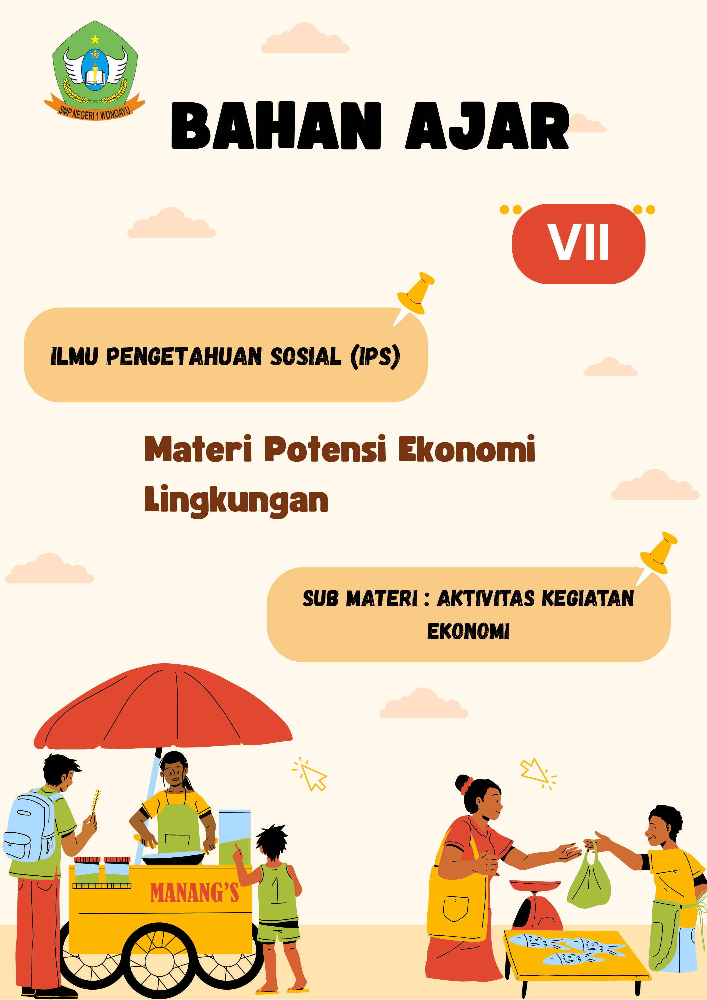 SMP NEGERI 1 WONOAYU
BAHAN AJAR
VII
ILMU PENGETAHUAN SOSIAL (IPS)
Materi Potensi Ekonomi
Lingkungan
SUB MATERI : AKTIVITAS KEGIATAN
EKONOMI
MANANG'S
1